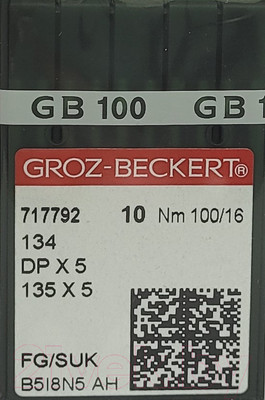 GB 100 GB 1
GROZ-BECKERT®
717792 10 Nm 100/16
134
DP X 5
135 X 5
FG/SUK
B5I8N5 AH